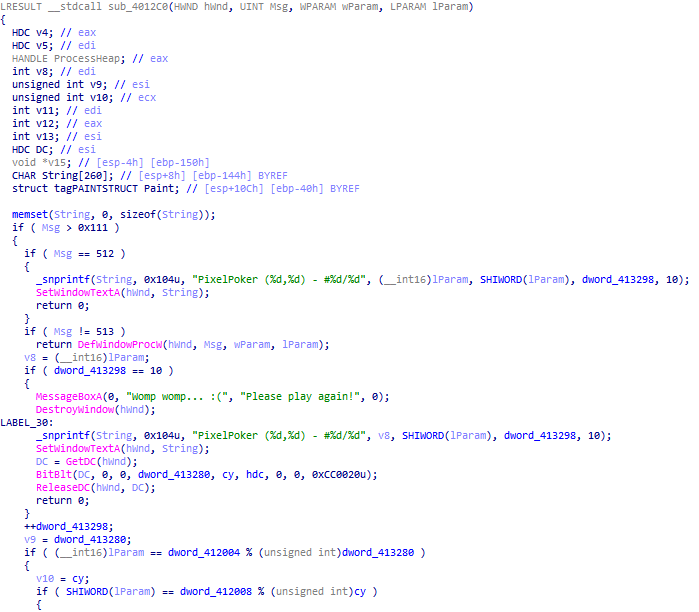 LRESULT __stdcall sub_4012C0(HWND hWnd, UINT Msg, WPARAM wParam, LPARAM lParam)
{
  HDC v4; // eax
  HDC v5; // edi
  HANDLE ProcessHeap; // eax
  int v8; // edi
  unsigned int v9; // esi
  unsigned int v10; // ecx
  int v11; // edi
  int v12; // eax
  int v13; // esi
  HDC DC; // esi
  void *v15; // [esp-4h] [ebp-150h]
  CHAR String[260]; // [esp+8h] [ebp-144h] BYREF
  struct tagPAINTSTRUCT Paint; // [esp+10Ch] [ebp-40h] BYREF

  memset(String, 0, sizeof(String));
  if ( Msg > 0x111 )
  {
    if ( Msg == 512 )
    {
      _snprintf(String, 0x104u, "PixelPoker (%d,%d) - #%d/%d", (__int16)lParam, SHIWORD(lParam), dword_413298, 10);
      SetWindowTextA(hWnd, String);
      return 0;
    }
    if ( Msg != 513 )
      return DefWindowProcW(hWnd, Msg, wParam, lParam);
    v8 = (__int16)lParam;
    if ( dword_413298 == 10 )
    {
      MessageBoxA(0, "Womp womp... :(", "Please play again!", 0);
      DestroyWindow(hWnd);
LABEL_30:
      _snprintf(String, 0x104u, "PixelPoker (%d,%d) - #%d/%d", v8, SHIWORD(lParam), dword_413298, 10);
      SetWindowTextA(hWnd, String);
      DC = GetDC(hWnd);
      BitBlt(DC, 0, 0, dword_413280, cy, hdc, 0, 0, 0xCC0020u);
      ReleaseDC(hWnd, DC);
      return 0;
    }
    ++dword_413298;
    v9 = dword_413280;
    if ( (__int16)lParam == dword_412004 % (unsigned int)dword_413280 )
    {
      v10 = cy;
      if ( SHIWORD(lParam) == dword_412008 % (unsigned int)cy )
      {